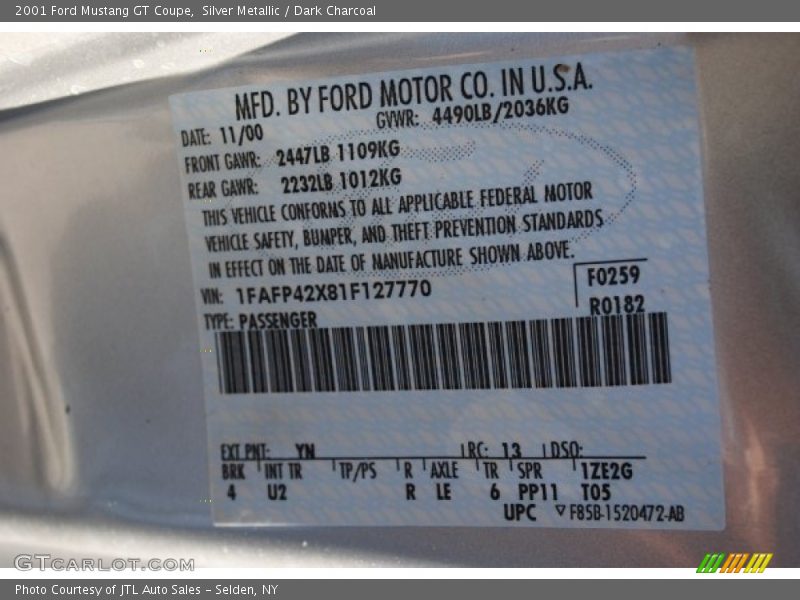 2001 Ford Mustang GT Coupe, Silver Metallic / Dark Charcoal
MFD. BY FORD MOTOR CO. IN U.S.A.
DATE: 11/00 GVWR: 4490LB/2036KG
FRONT GAWR: 2447LB 1109KG
REAR GAWR: 2232LB 1012KG
THIS VEHICLE CONFORMS TO ALL APPLICABLE FEDERAL MOTOR
VEHICLE SAFETY, BUMPER, AND THEFT PREVENTION STANDARDS
IN EFFECT ON THE DATE OF MANUFACTURE SHOWN ABOVE.
VIN: 1FAFP42X81F127770 F0259
TYPE: PASSENGER R0182
EXT PNT: YN RC: 13 DSO:
BRK INT TR TP/PS R AXLE TR SPR 1ZE2G
4 U2 R LE 6 PP11 T05
UPC ▽ F85B-1520472-AB
GTCARLOT.COM
Photo Courtesy of JTL Auto Sales - Selden, NY